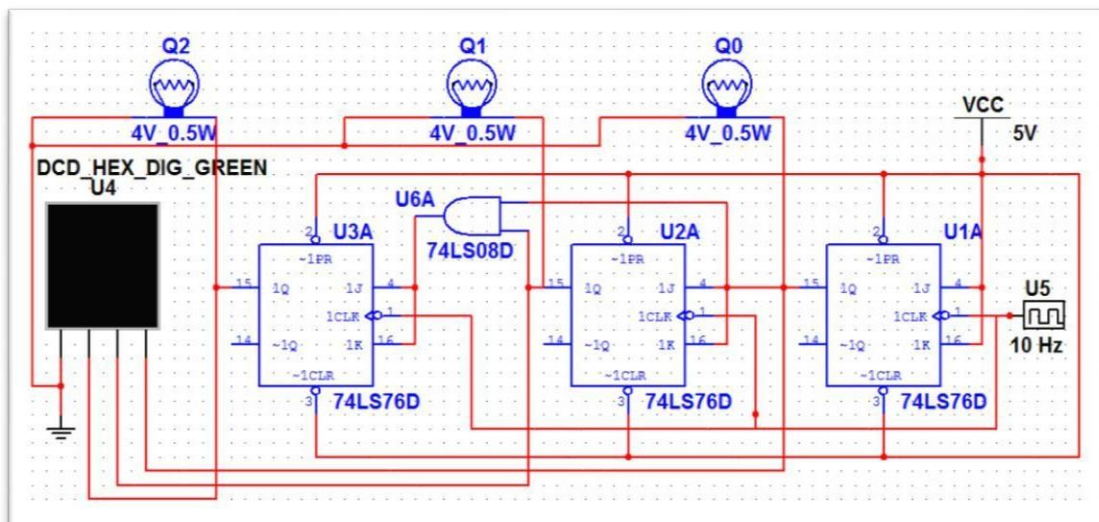 Q2
Q1
Q0
4V_0.5W
4V_0.5W
4V_0.5W
VCC
5V
DCD_HEX_DIG_GREEN
U4
U6A
74LS08D
U3A
2
~1PR
15
1Q
1J
4
1CLK
1
14
~1Q
1K
16
~1CLR
3
74LS76D
U2A
2
~1PR
15
1Q
1J
4
1CLK
1
14
~1Q
1K
16
~1CLR
3
74LS76D
U1A
2
~1PR
15
1Q
1J
4
1CLK
1
14
~1Q
1K
16
~1CLR
3
74LS76D
U5
10 Hz